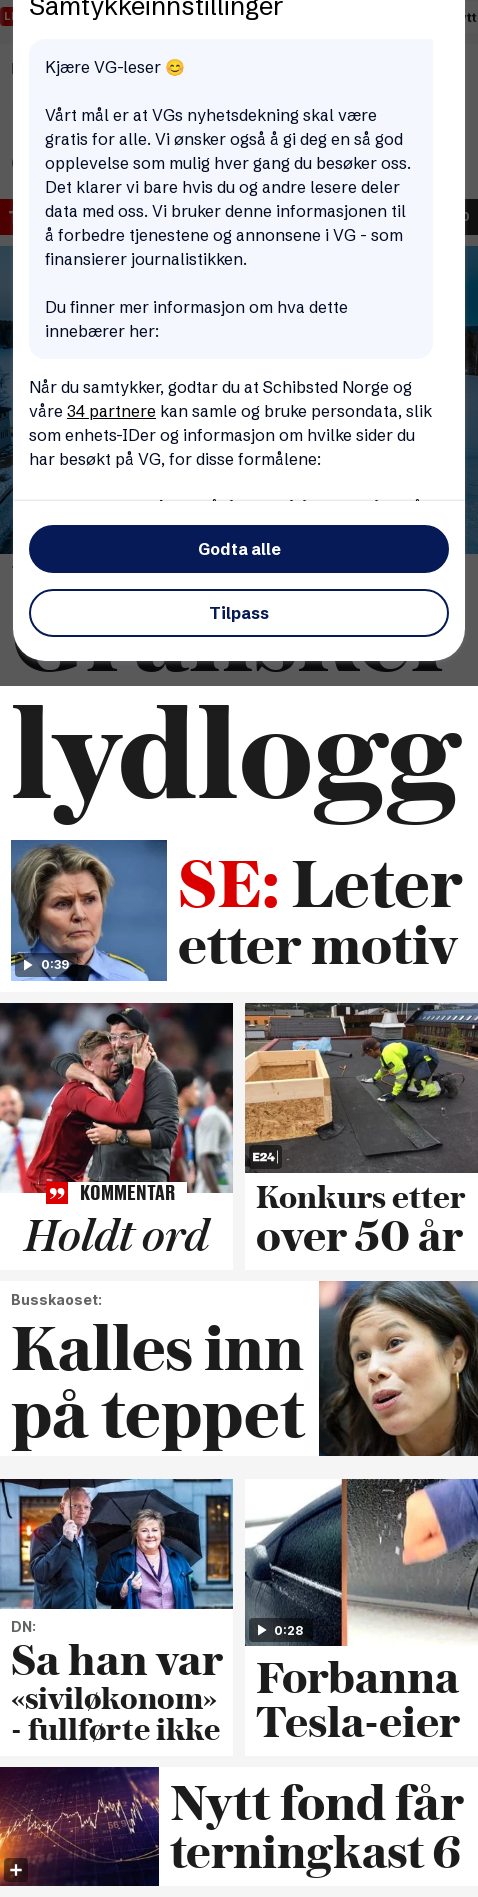 Samtykkeinnstillinger
Kjære VG-leser 😊
Vårt mål er at VGs nyhetsdekning skal være
gratis for alle. Vi ønsker også å gi deg en så god
opplevelse som mulig hver gang du besøker oss.
Det klarer vi bare hvis du og andre lesere deler
data med oss. Vi bruker denne informasjonen til
å forbedre tjenestene og annonsene i VG - som
finansierer journalistikken.
Du finner mer informasjon om hva dette
innebærer her:
Når du samtykker, godtar du at Schibsted Norge og
våre 34 partnere kan samle og bruke persondata, slik
som enhets-IDer og informasjon om hvilke sider du
har besøkt på VG, for disse formålene:
Godta alle
Tilpass
Gransker
lydlogg
SE: Leter
etter motiv
0:39
KOMMENTAR
Holdt ord
E24
Konkurs etter
over 50 år
Busskaoset:
Kalles inn
på teppet
DN:
Sa han var
«siviløkonom»
- fullførte ikke
0:28
Forbanna
Tesla-eier
Nytt fond får
terningkast 6